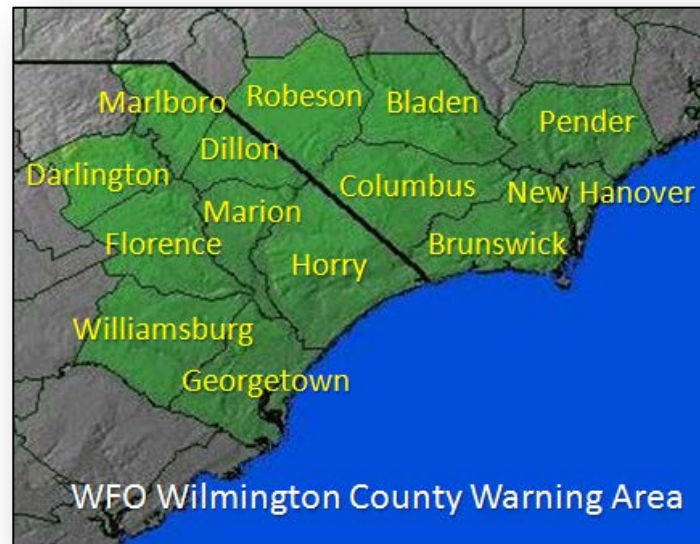 Marlboro
Robeson
Bladen
Pender
Dillon
Darlington
Columbus
New Hanover
Marion
Florence
Horry
Brunswick
Williamsburg
Georgetown
WFO Wilmington County Warning Area